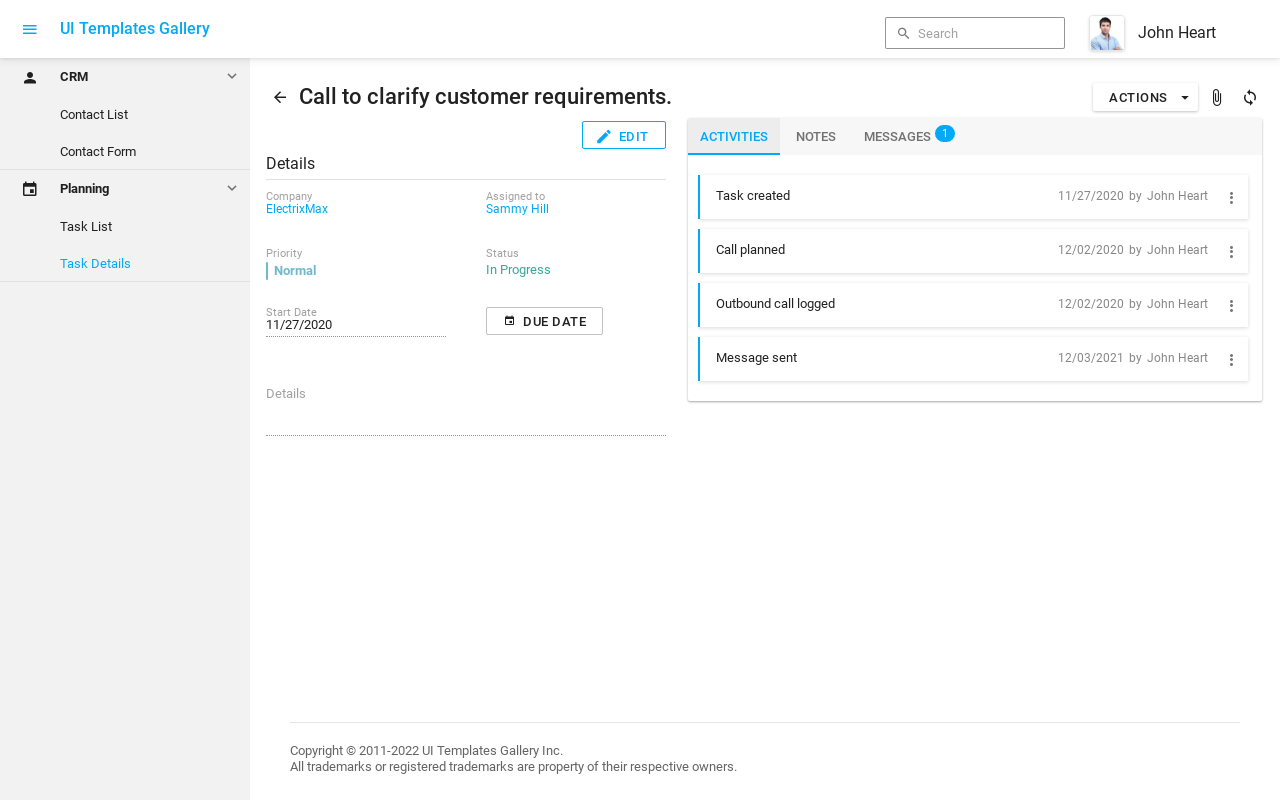 UI Templates Gallery
Search
John Heart
CRM
Contact List
Contact Form
Planning
Task List
Task Details
Call to clarify customer requirements.
ACTIONS
EDIT
Details
Company
ElectrixMax
Assigned to
Sammy Hill
Priority
Normal
Status
In Progress
Start Date
11/27/2020
DUE DATE
Details
ACTIVITIES NOTES MESSAGES 1
Task created 11/27/2020 by John Heart
Call planned 12/02/2020 by John Heart
Outbound call logged 12/02/2020 by John Heart
Message sent 12/03/2021 by John Heart
Copyright © 2011-2022 UI Templates Gallery Inc.
All trademarks or registered trademarks are property of their respective owners.